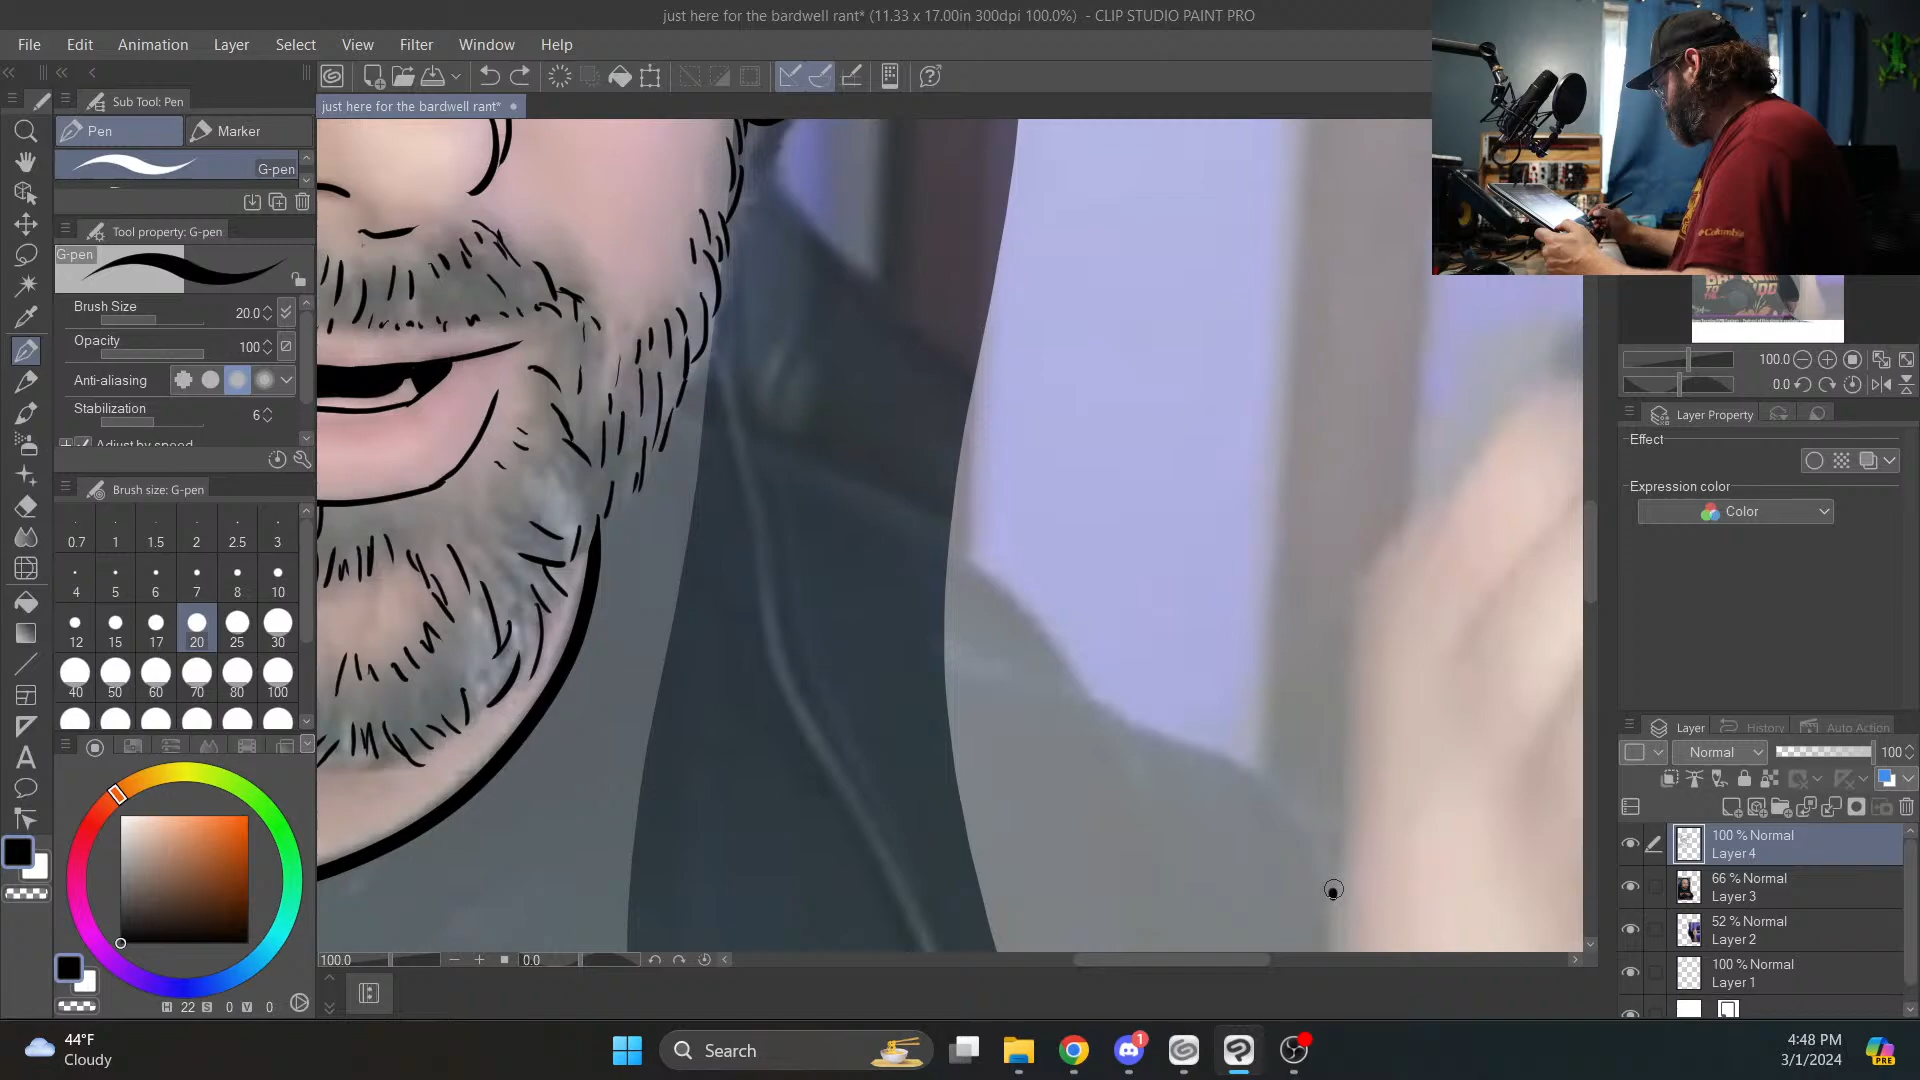 just here for the bardwell rant* (11.33 x 17.00in 300dpi 100.0%) - CLIP STUDIO PAINT PRO
File Edit Animation Layer Select View Filter Window Help
Sub Tool: Pen
just here for the bardwell rant*
Pen Marker
G-pen
Tool property: G-pen
G-pen
Brush Size 20.0
Opacity 100
Anti-aliasing
Stabilization 6
Adjust by speed
Brush size: G-pen
0.7 1 1.5 2 2.5 3
4 5 6 7 8 10
12 15 17 20 25 30
40 50 60 70 80 100
H 22 S 0 V 0
100.0 0.0
Columbia
100.0
0.0
Layer Property
Effect
Expression color
Color
Layer History Auto Action
Normal 100
100 % Normal
Layer 4
66 % Normal
Layer 3
52 % Normal
Layer 2
100 % Normal
Layer 1
44°F
Cloudy
Search
1
4:48 PM
3/1/2024
PRE